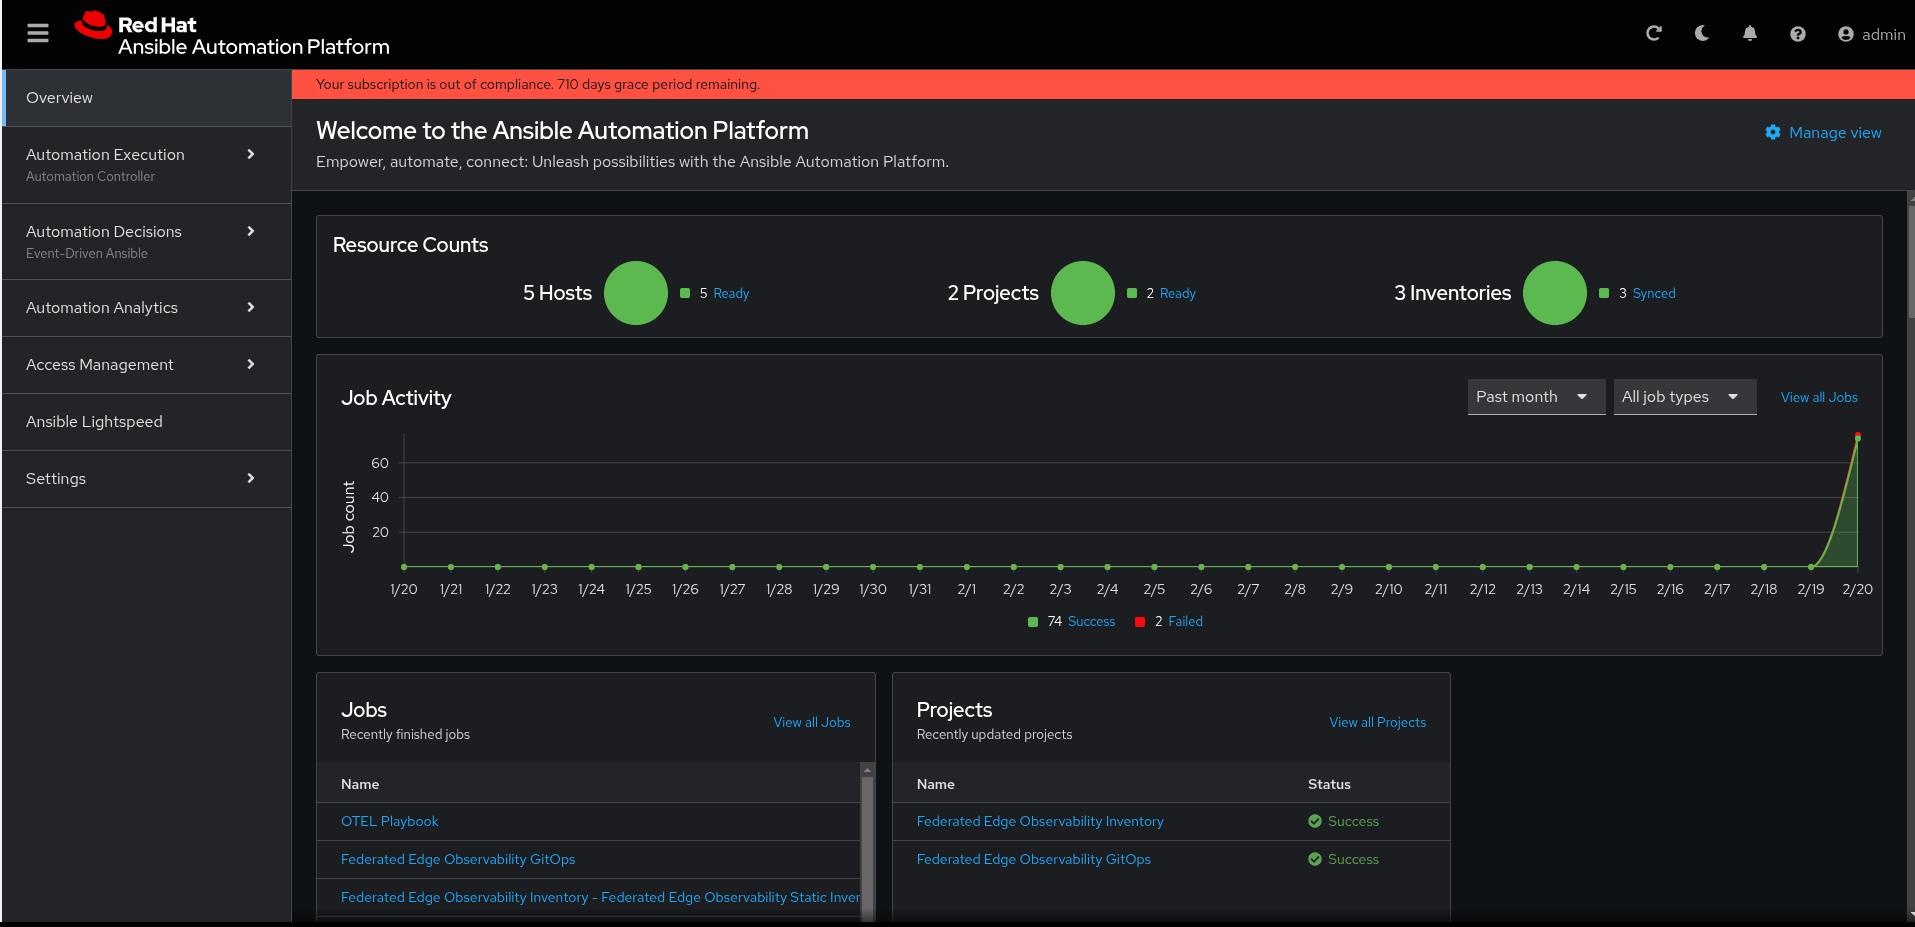 Red Hat
Ansible Automation Platform
admin
Overview
Automation Execution
Automation Controller
Automation Decisions
Event-Driven Ansible
Automation Analytics
Access Management
Ansible Lightspeed
Settings
Your subscription is out of compliance. 710 days grace period remaining.
Welcome to the Ansible Automation Platform
Empower, automate, connect: Unleash possibilities with the Ansible Automation Platform.
Manage view
Resource Counts
5 Hosts 5 Ready
2 Projects 2 Ready
3 Inventories 3 Synced
Job Activity
Past month
All job types
View all Jobs
Job count
60
40
20
1/20 1/21 1/22 1/23 1/24 1/25 1/26 1/27 1/28 1/29 1/30 1/31 2/1 2/2 2/3 2/4 2/5 2/6 2/7 2/8 2/9 2/10 2/11 2/12 2/13 2/14 2/15 2/16 2/17 2/18 2/19 2/20
74 Success 2 Failed
Jobs
Recently finished jobs
View all Jobs
Name
OTEL Playbook
Federated Edge Observability GitOps
Federated Edge Observability Inventory - Federated Edge Observability Static Inver
Projects
Recently updated projects
View all Projects
Name Status
Federated Edge Observability Inventory Success
Federated Edge Observability GitOps Success